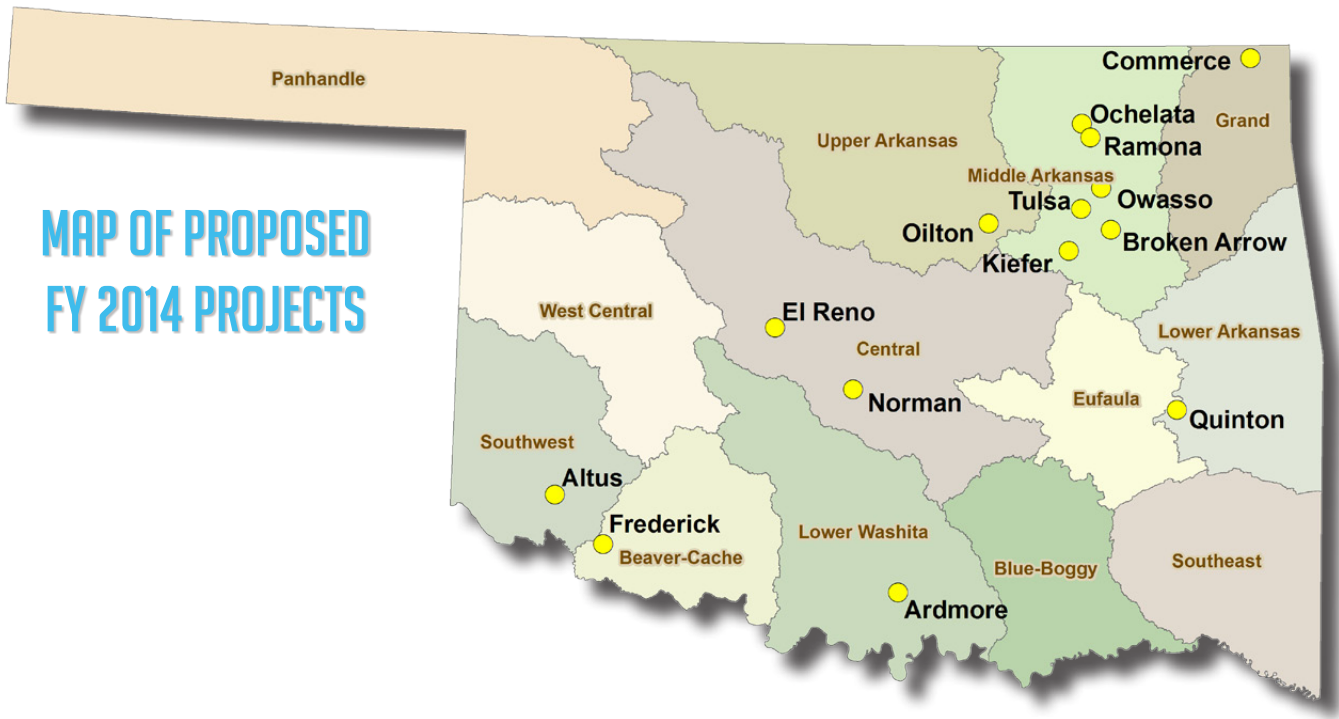 Commerce
Panhandle
Ochelata
Grand
Upper Arkansas
Ramona
Middle Arkansas
Tulsa
Owasso
MAP OF PROPOSED
FY 2014 PROJECTS
Oilton
Broken Arrow
Kiefer
West Central
El Reno
Lower Arkansas
Central
Eufaula
Norman
Quinton
Southwest
Altus
Frederick
Lower Washita
Beaver-Cache
Southeast
Blue-Boggy
Ardmore